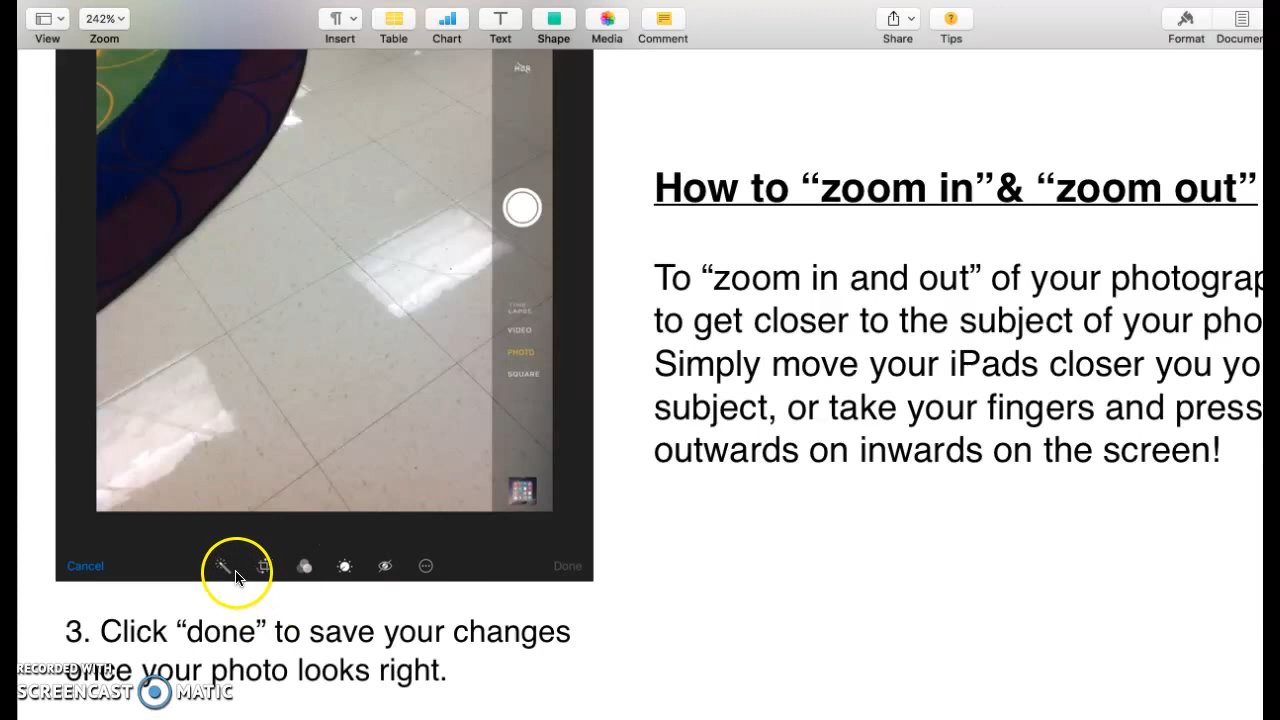 242%
View
Zoom
Insert
Table
Chart
Text
Shape
Media
Comment
Share
Tips
Format
Documen
HDR
TIME
LAPSE
VIDEO
PHOTO
SQUARE
Cancel
Done
3. Click “done” to save your changes
once your photo looks right.
How to “zoom in”& “zoom out”
To “zoom in and out” of your photograp
to get closer to the subject of your pho
Simply move your iPads closer you yo
subject, or take your fingers and press
outwards on inwards on the screen!
RECORDED WITH
SCREENCAST MATIC